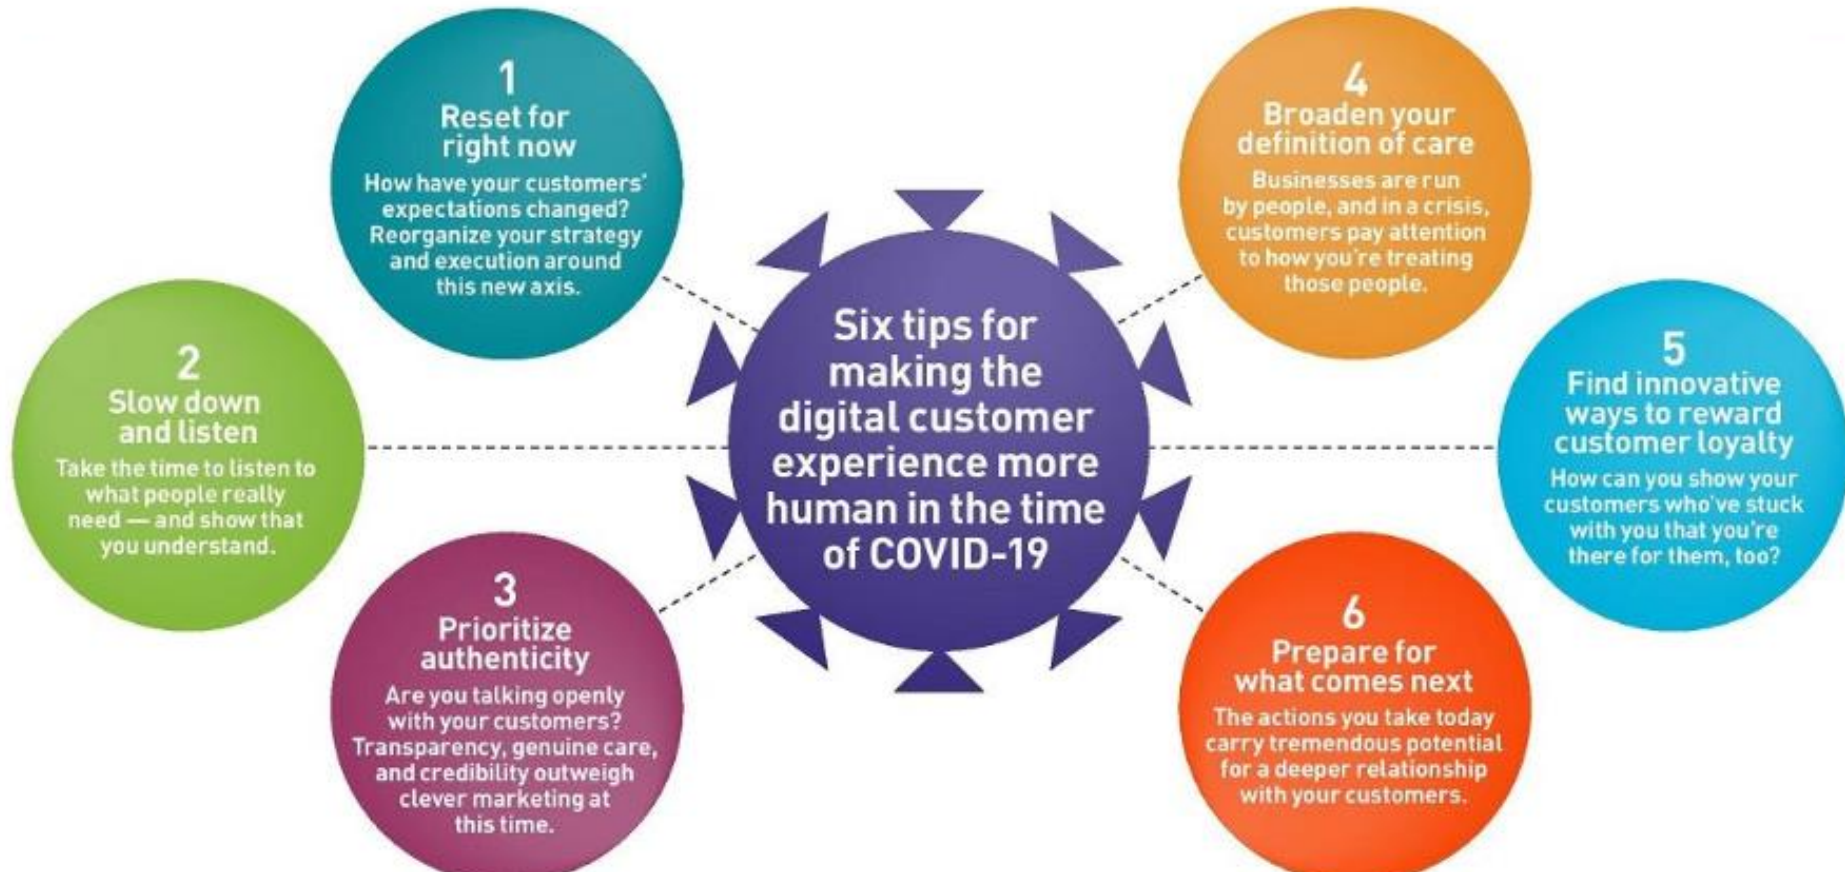 1
Reset for
right now
How have your customers'
expectations changed?
Reorganize your strategy
and execution around
this new axis.
2
Slow down
and listen
Take the time to listen to
what people really
need — and show that
you understand.
3
Prioritize
authenticity
Are you talking openly
with your customers?
Transparency, genuine care,
and credibility outweigh
clever marketing at
this time.
Six tips for
making the
digital customer
experience more
human in the time
of COVID-19
4
Broaden your
definition of care
Businesses are run
by people, and in a crisis,
customers pay attention
to how you're treating
those people.
5
Find innovative
ways to reward
customer loyalty
How can you show your
customers who've stuck
with you that you're
there for them, too?
6
Prepare for
what comes next
The actions you take today
carry tremendous potential
for a deeper relationship
with your customers.